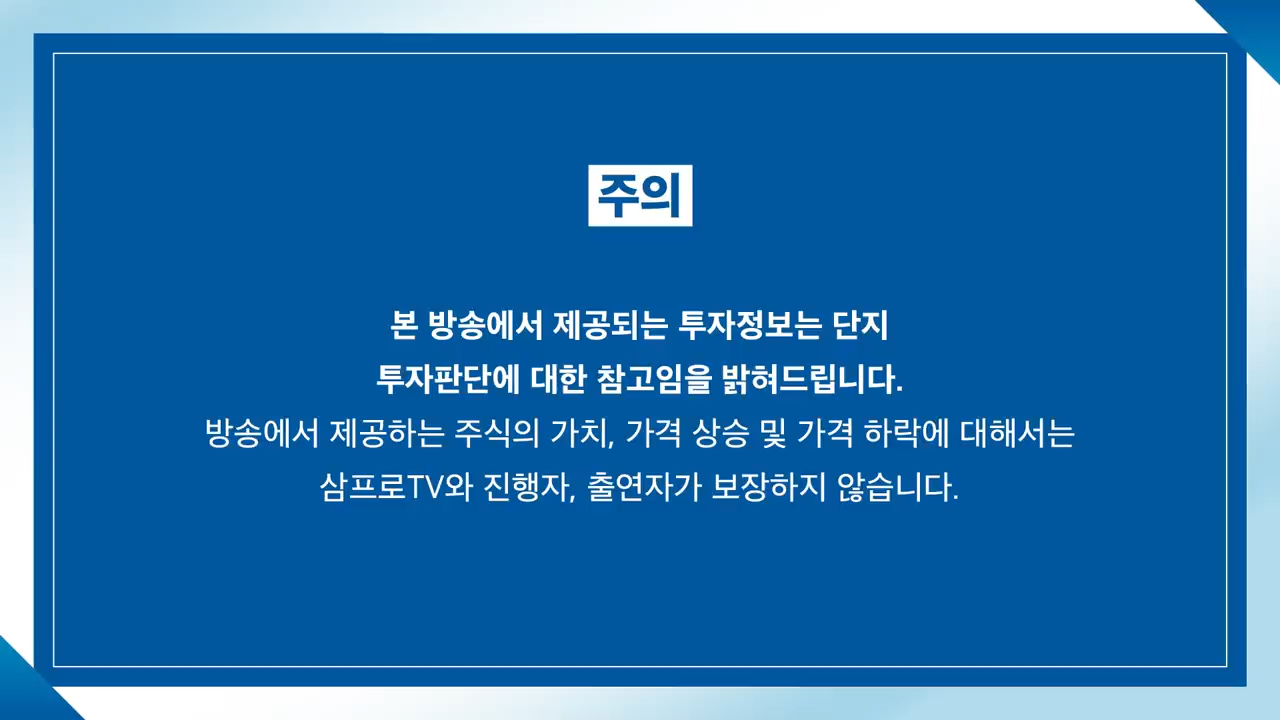 주의
본 방송에서 제공되는 투자정보는 단지
투자판단에 대한 참고임을 밝혀드립니다.
방송에서 제공하는 주식의 가치, 가격 상승 및 가격 하락에 대해서는
삼프로TV와 진행자, 출연자가 보장하지 않습니다.